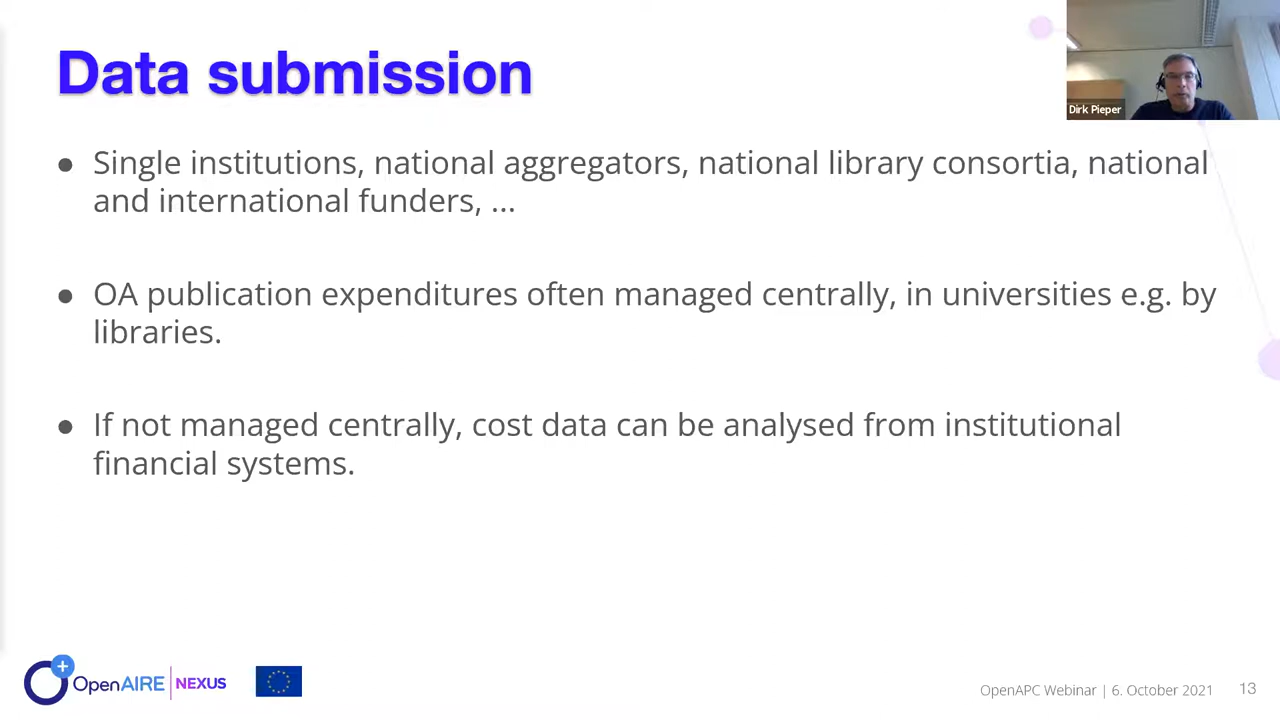 Data submission
Dirk Pieper
● Single institutions, national aggregators, national library consortia, national
and international funders, ...
● OA publication expenditures often managed centrally, in universities e.g. by
libraries.
● If not managed centrally, cost data can be analysed from institutional
financial systems.
OpenAIRE | NEXUS
OpenAPC Webinar | 6. October 2021 13